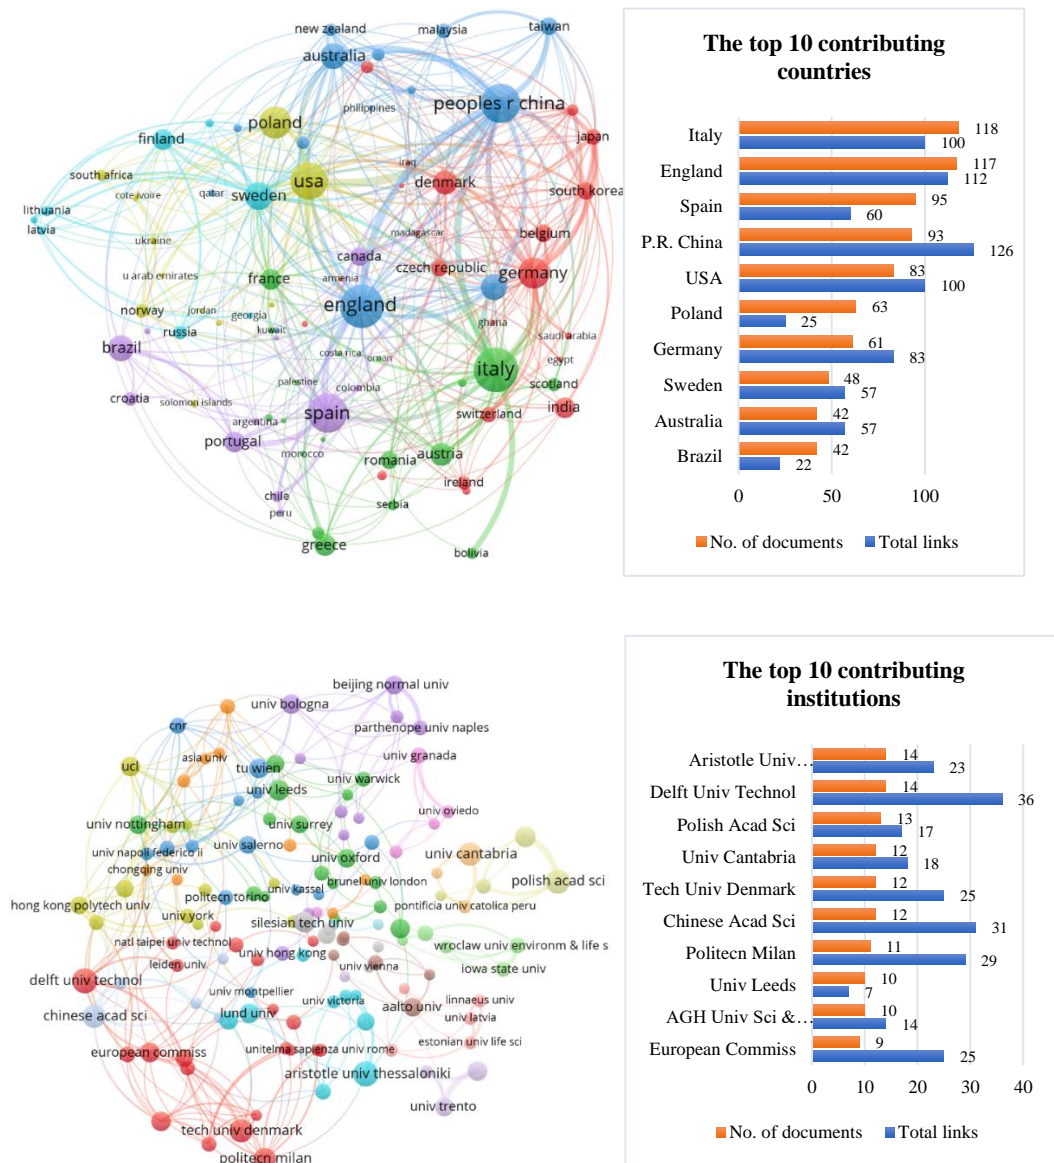 new zealand
malaysia
taiwan
australia
peoples r china
philippines
poland
finland
japan
iraq
south africa
usa
denmark
south korea
cote ivoire
qatar
sweden
lithuania
latvia
madagascar
belgium
ukraine
canada
czech republic
germany
u arab emirates
france
armenia
norway
jordan
georgia
england
russia
kuwait
ghana
saudi arabia
brazil
costa rica
oman
egypt
italy
palestine
colombia
scotland
croatia
solomon islands
spain
switzerland
india
argentina
portugal
morocco
romania
austria
ireland
chile
serbia
peru
greece
bolivia
The top 10 contributing
countries
Italy 118 100
England 117 112
Spain 95 60
P.R. China 93 126
USA 83 100
Poland 63 25
Germany 61 83
Sweden 48 57
Australia 42 57
Brazil 42 22
0 50 100
No. of documents Total links
beijing normal univ
univ bologna
cnr
parthenope univ naples
asia univ
univ granada
ucl
tu wien
univ warwick
univ leeds
univ oviedo
univ nottingham
univ surrey
univ salerno
univ napoli federico ii
univ oxford
univ cantabria
chongqing univ
brunel univ london
polish acad sci
univ kassel
politecn torino
hong kong polytech univ
pontificia univ catolica peru
univ york
silesian tech univ
natl taipei univ technol
wroclaw univ environm & life s
univ hong kong
leiden univ
univ vienna
iowa state univ
delft univ technol
univ montpellier
univ victoria
linnaeus univ
chinese acad sci
lund univ
aalto univ
univ latvia
estonian univ life sci
european commiss
unitelma sapienza univ rome
aristotle univ thessaloniki
univ trento
tech univ denmark
politecn milan
The top 10 contributing
institutions
Aristotle Univ… 14 23
Delft Univ Technol 14 36
Polish Acad Sci 13 17
Univ Cantabria 12 18
Tech Univ Denmark 12 25
Chinese Acad Sci 12 31
Politecn Milan 11 29
Univ Leeds 10 7
AGH Univ Sci &… 10 14
European Commiss 9 25
0 10 20 30 40
No. of documents Total links